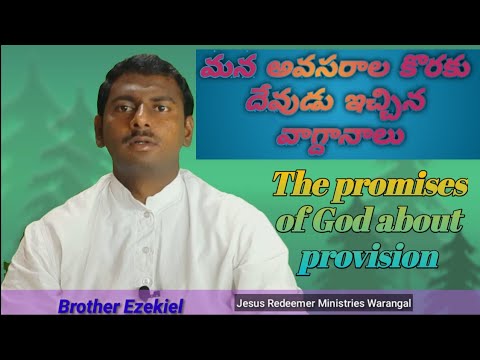 మన అవసరాల కొరకు
దేవుడు ఇచ్చిన
వాగ్దానాలు
The promises
of God about
provision
Brother Ezekiel
Jesus Redeemer Ministries Warangal